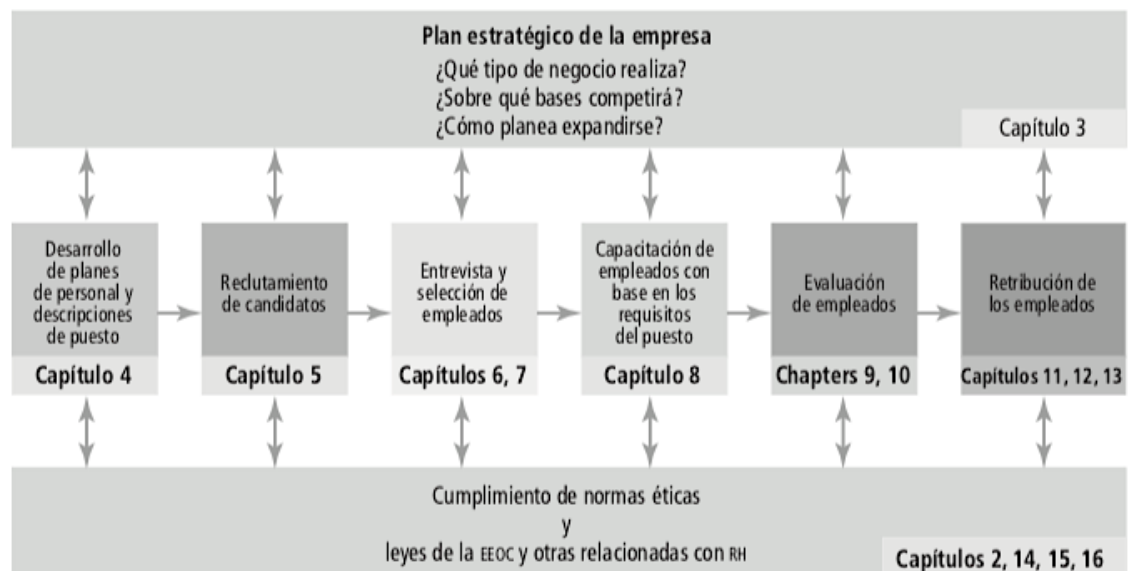 Plan estratégico de la empresa
¿Qué tipo de negocio realiza?
¿Sobre qué bases competirá?
¿Cómo planea expandirse?
Capítulo 3
Desarrollo
de planes
de personal y
descripciones
de puesto
Capítulo 4
Reclutamiento
de candidatos
Capítulo 5
Entrevista y
selección de
empleados
Capítulos 6, 7
Capacitación de
empleados con
base en los
requisitos
del puesto
Capítulo 8
Evaluación
de empleados
Chapters 9, 10
Retribución de
los empleados
Capítulos 11, 12, 13
Cumplimiento de normas éticas
y
leyes de la EEOC y otras relacionadas con RH
Capítulos 2, 14, 15, 16